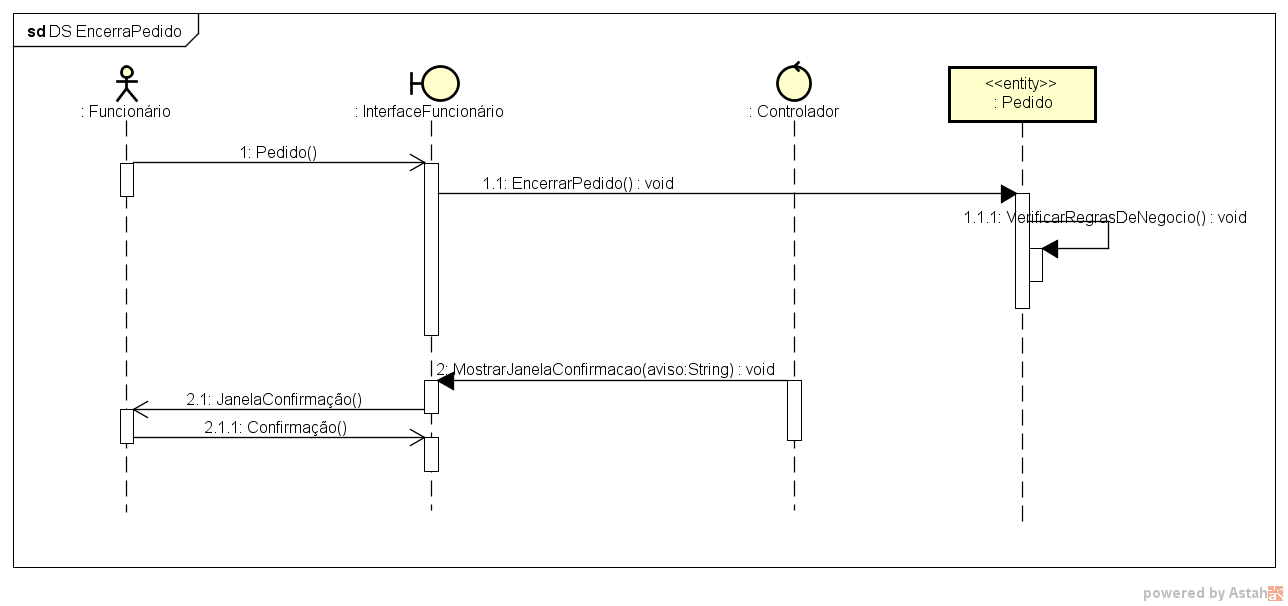 sd DS EncerraPedido
: Funcionário
: InterfaceFuncionário
: Controlador
<<entity>>
: Pedido
1: Pedido()
1.1: EncerrarPedido() : void
1.1.1: VerificarRegrasDeNegocio() : void
2: MostrarJanelaConfirmacao(aviso:String) : void
2.1: JanelaConfirmação()
2.1.1: Confirmação()
powered by Astah